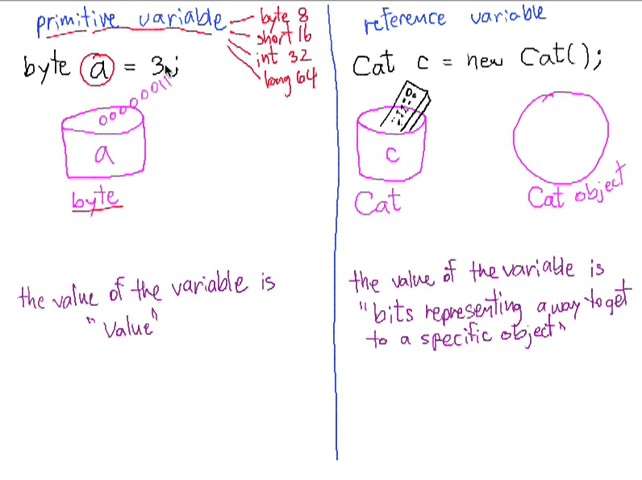 primitive variable
byte 8
short 16
int 32
long 64
byte a = 3;
00000011
a
byte
the value of the variable is
"value"
reference variable
Cat c = new Cat();
c
Cat
Cat object
the value of the variable is
"bits representing a way to get
to a specific object"